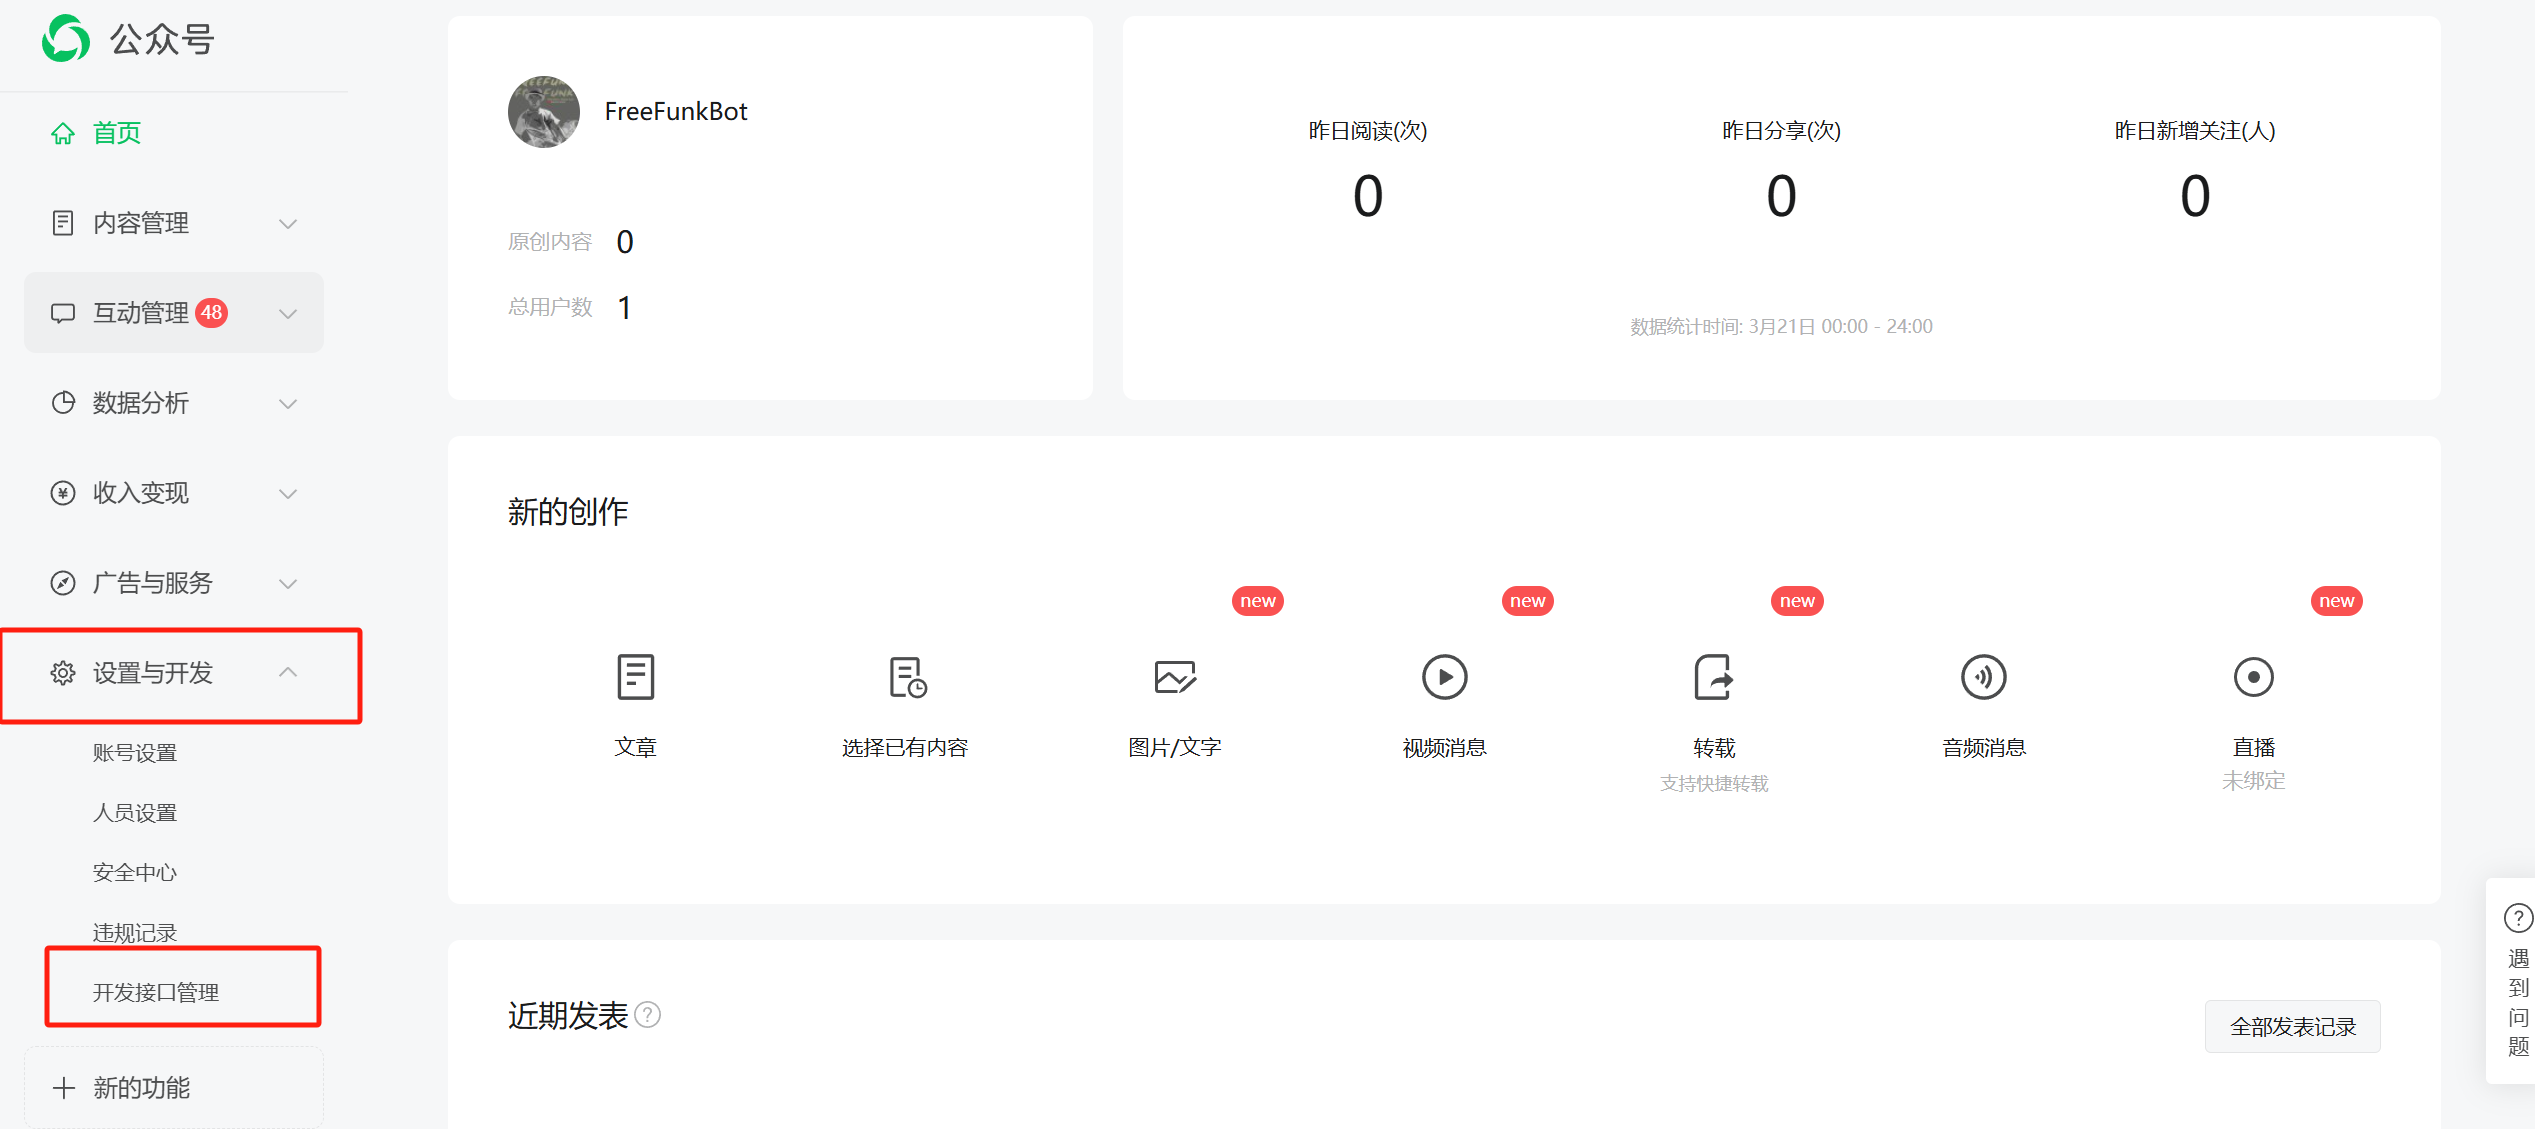 公众号
首页
内容管理
互动管理 48
数据分析
收入变现
广告与服务
设置与开发
账号设置
人员设置
安全中心
违规记录
开发接口管理
新的功能
FreeFunkBot
原创内容 0
总用户数 1
昨日阅读(次)
0
昨日分享(次)
0
昨日新增关注(人)
0
数据统计时间: 3月21日 00:00 - 24:00
新的创作
文章
选择已有内容
new
图片/文字
new
视频消息
new
转载
支持快捷转载
音频消息
new
直播
未绑定
近期发表
全部发表记录
遇到问题